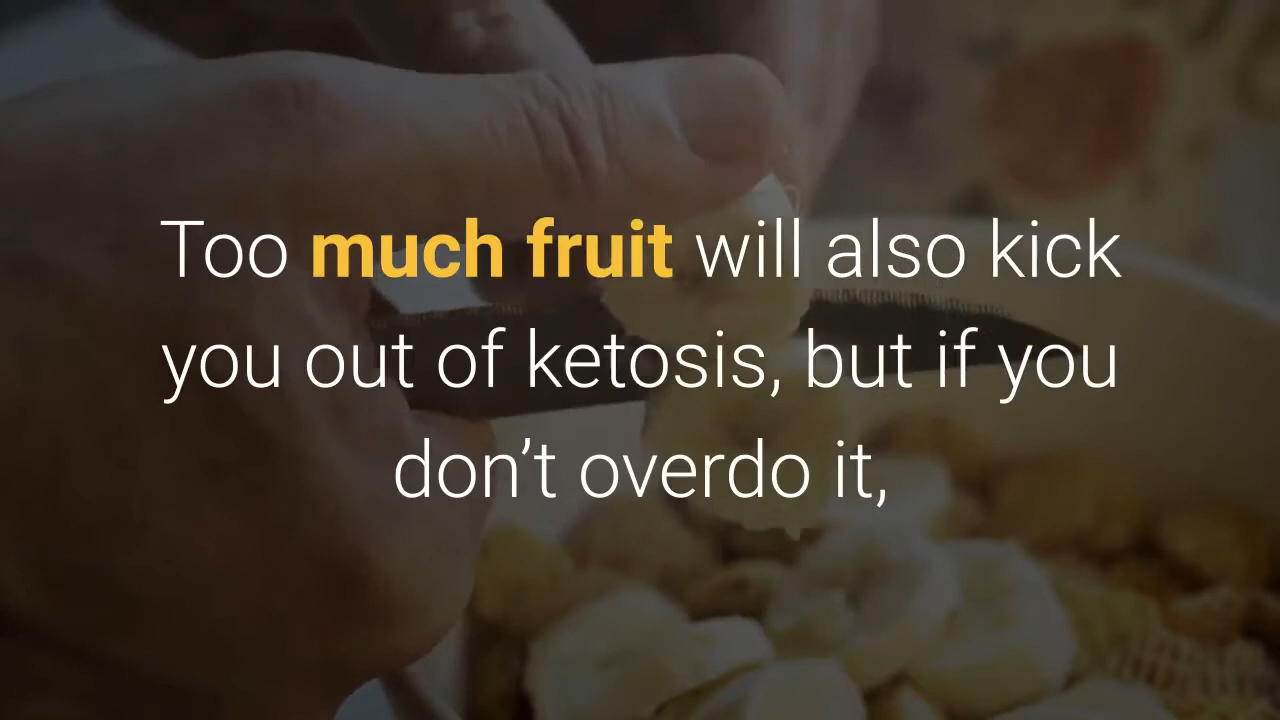 Too much fruit will also kick
you out of ketosis, but if you
don’t overdo it,